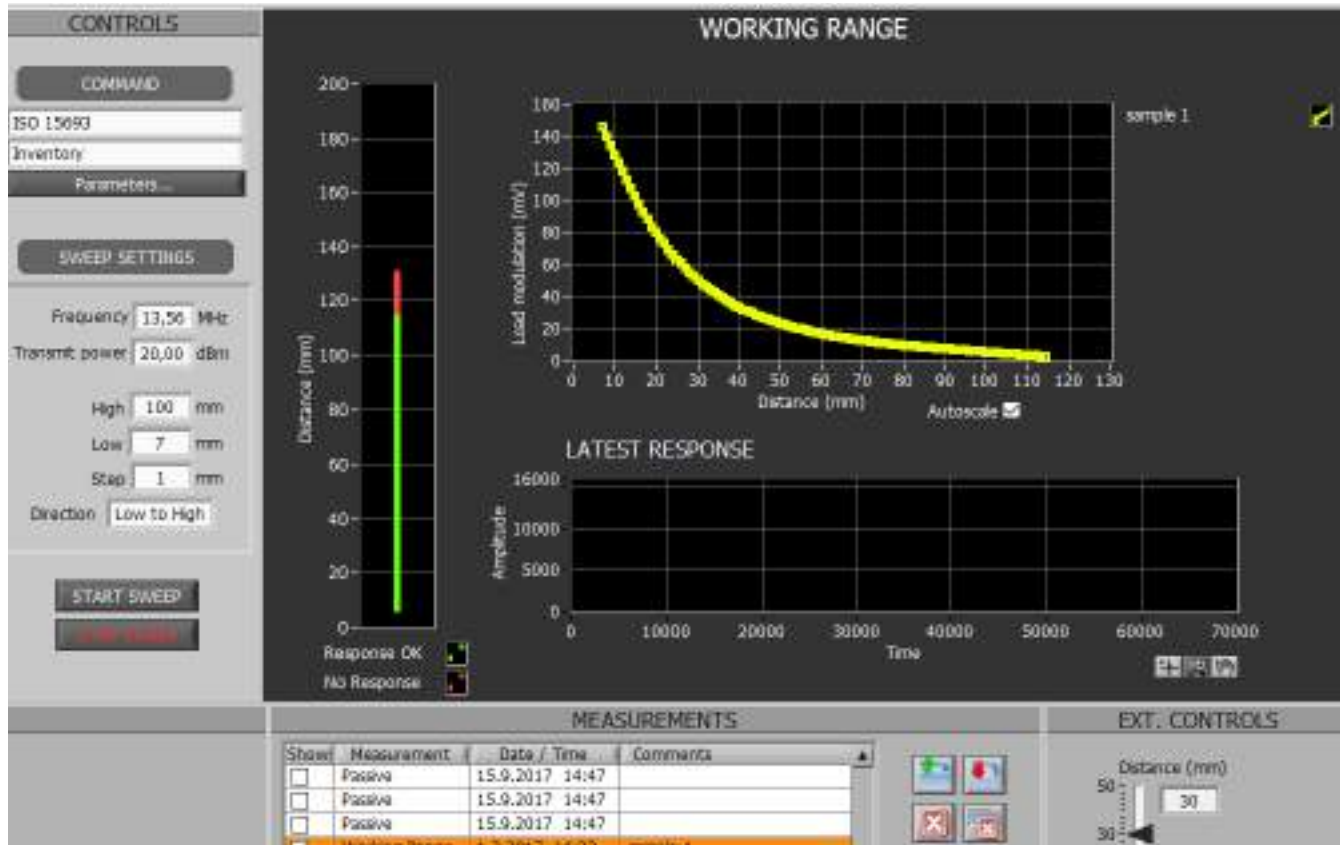 CONTROLS
COMMAND
ISO 15693
Inventory
Parameters...
SWEEP SETTINGS
Frequency 13,56 MHz
Transmit power 20,00 dBm
High 100 mm
Low 7 mm
Step 1 mm
Direction Low to High
START SWEEP
WORKING RANGE
200
180
160
140
120
100
80
60
40
20
0
Distance (mm)
Response OK
No Response
160
140
120
100
80
60
40
20
0
Load modulation (mV)
0 10 20 30 40 50 60 70 80 90 100 110 120 130
Distance (mm)
Autoscale
sample 1
LATEST RESPONSE
16000
10000
5000
0
Amplitude
0 10000 20000 30000 40000 50000 60000 70000
Time
MEASUREMENTS
Show Measurement Date / Time Comments
Passive 15.9.2017 14:47
Passive 15.9.2017 14:47
Passive 15.9.2017 14:47
Working Range
EXT. CONTROLS
Distance (mm)
50
30
30